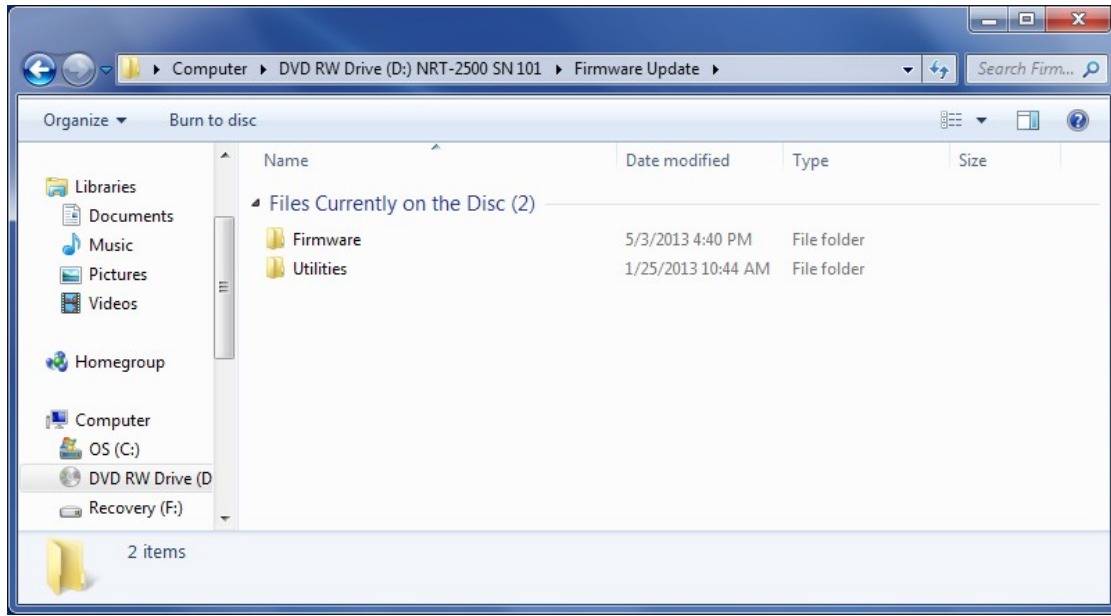 Computer ▸ DVD RW Drive (D:) NRT-2500 SN 101 ▸ Firmware Update ▸
Search Firm...
Organize Burn to disc
Libraries
Documents
Music
Pictures
Videos
Homegroup
Computer
OS (C:)
DVD RW Drive (D
Recovery (F:)
Name Date modified Type Size
Files Currently on the Disc (2)
Firmware 5/3/2013 4:40 PM File folder
Utilities 1/25/2013 10:44 AM File folder
2 items